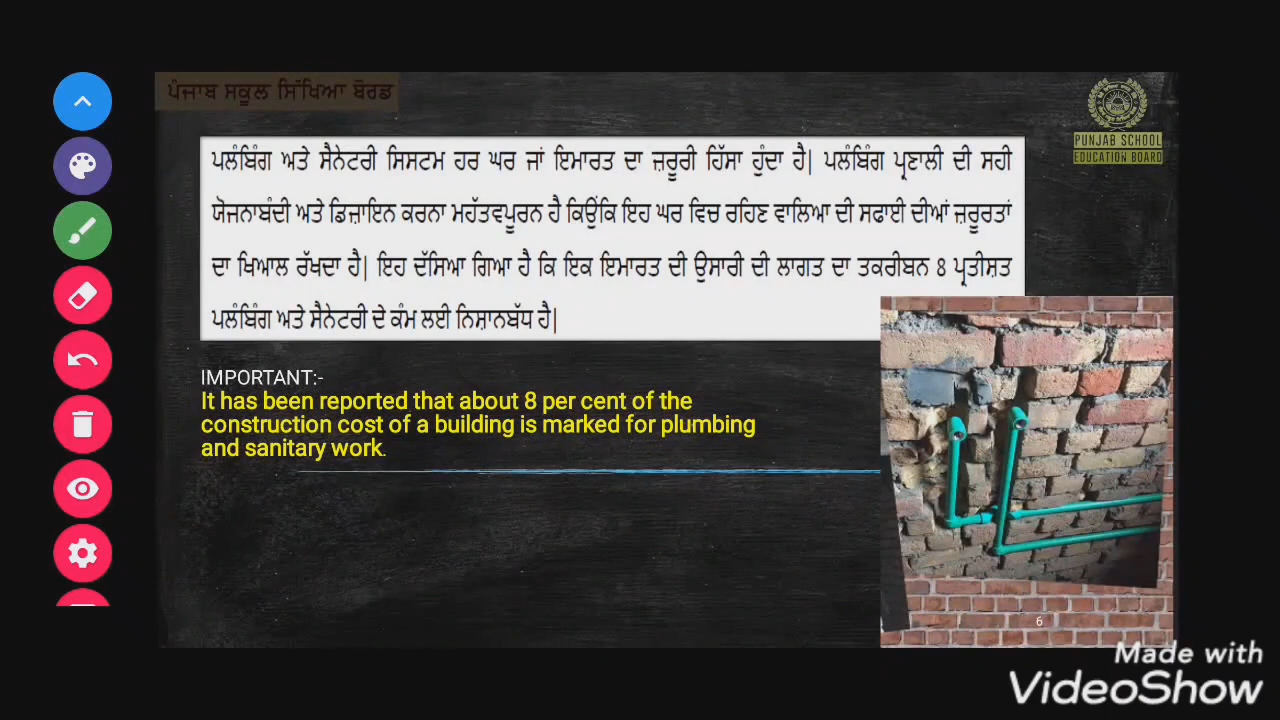 ਪੰਜਾਬ ਸਕੂਲ ਸਿੱਖਿਆ ਬੋਰਡ
PUNJAB SCHOOL
EDUCATION BOARD
ਪਲੰਬਿੰਗ ਅਤੇ ਸੈਨੇਟਰੀ ਸਿਸਟਮ ਹਰ ਘਰ ਜਾਂ ਇਮਾਰਤ ਦਾ ਜ਼ਰੂਰੀ ਹਿੱਸਾ ਹੁੰਦਾ ਹੈ| ਪਲੰਬਿੰਗ ਪ੍ਰਣਾਲੀ ਦੀ ਸਹੀ
ਯੋਜਨਾਬੰਦੀ ਅਤੇ ਡਿਜ਼ਾਇਨ ਕਰਨਾ ਮਹੱਤਵਪੂਰਨ ਹੈ ਕਿਉਂਕਿ ਇਹ ਘਰ ਵਿਚ ਰਹਿਣ ਵਾਲਿਆ ਦੀ ਸਫਾਈ ਦੀਆਂ ਜ਼ਰੂਰਤਾਂ
ਦਾ ਖਿਆਲ ਰੱਖਦਾ ਹੈ| ਇਹ ਦੱਸਿਆ ਗਿਆ ਹੈ ਕਿ ਇਕ ਇਮਾਰਤ ਦੀ ਉਸਾਰੀ ਦੀ ਲਾਗਤ ਦਾ ਤਕਰੀਬਨ 8 ਪ੍ਰਤੀਸ਼ਤ
ਪਲੰਬਿੰਗ ਅਤੇ ਸੈਨੇਟਰੀ ਦੇ ਕੰਮ ਲਈ ਨਿਸ਼ਾਨਬੱਧ ਹੈ|
IMPORTANT:-
It has been reported that about 8 per cent of the
construction cost of a building is marked for plumbing
and sanitary work.
6
Made with
VideoShow